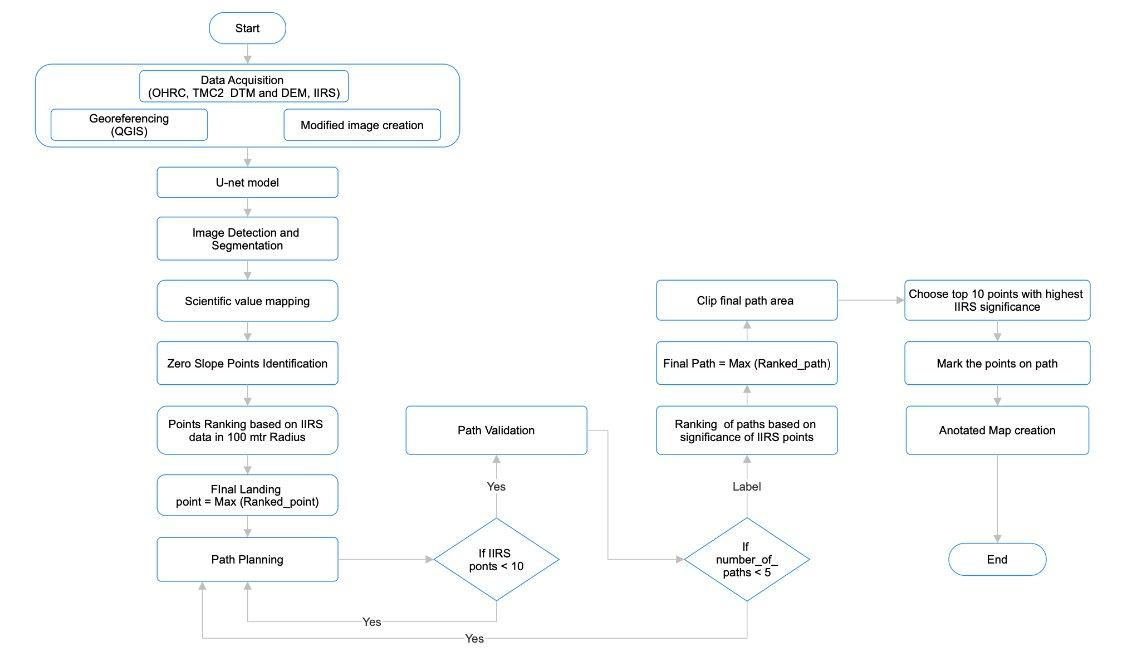 Start
Data Acquisition
(OHRC, TMC2 DTM and DEM, IIRS)
Georeferencing
(QGIS)
Modified image creation
U-net model
Image Detection and
Segmentation
Scientific value mapping
Zero Slope Points Identification
Points Ranking based on IIRS
data in 100 mtr Radius
FInal Landing
point = Max (Ranked_point)
Path Planning
If IIRS
ponts < 10
Yes
Yes
Path Validation
If
number_of_
paths < 5
Yes
Label
Ranking of paths based on
significance of IIRS points
Final Path = Max (Ranked_path)
Clip final path area
Choose top 10 points with highest
IIRS significance
Mark the points on path
Anotated Map creation
End